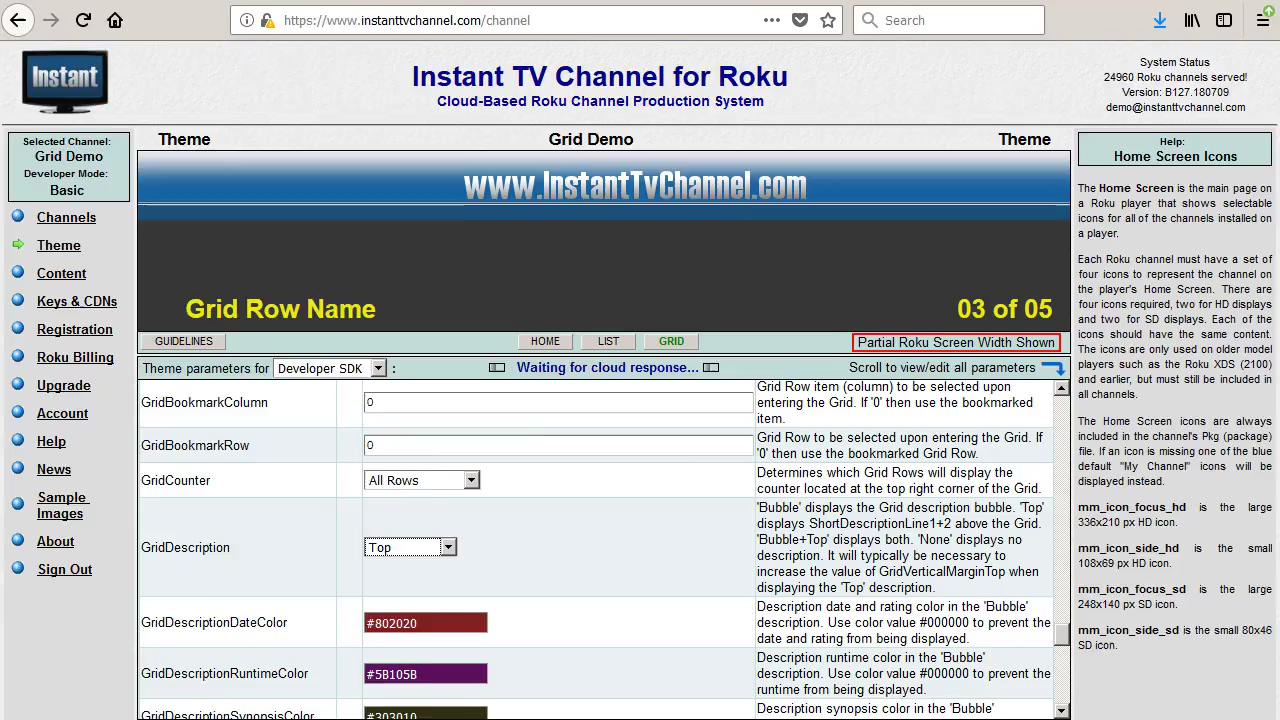 https://www.instanttvchannel.com/channel
Search
Instant
Instant TV Channel for Roku
Cloud-Based Roku Channel Production System
System Status
24960 Roku channels served!
Version: B127.180709
demo@instanttvchannel.com
Selected Channel:
Grid Demo
Developer Mode:
Basic
Channels
Theme
Content
Keys & CDNs
Registration
Roku Billing
Upgrade
Account
Help
News
Sample
Images
About
Sign Out
Theme
Grid Demo
Theme
www.InstantTvChannel.com
Grid Row Name
03 of 05
GUIDELINES
HOME
LIST
GRID
Partial Roku Screen Width Shown
Theme parameters for
Developer SDK
:
Waiting for cloud response...
Scroll to view/edit all parameters
GridBookmarkColumn
0
Grid Row item (column) to be selected upon
entering the Grid. If '0' then use the bookmarked
item.
GridBookmarkRow
0
Grid Row to be selected upon entering the Grid. If
'0' then use the bookmarked Grid Row.
GridCounter
All Rows
Determines which Grid Rows will display the
counter located at the top right corner of the Grid.
GridDescription
Top
'Bubble' displays the Grid description bubble. 'Top'
displays ShortDescriptionLine1+2 above the Grid.
'Bubble+Top' displays both. 'None' displays no
description. It will typically be necessary to
increase the value of GridVerticalMarginTop when
displaying the 'Top' description.
GridDescriptionDateColor
#802020
Description date and rating color in the 'Bubble'
description. Use color value #000000 to prevent the
date and rating from being displayed.
GridDescriptionRuntimeColor
#5B105B
Description runtime color in the 'Bubble'
description. Use color value #000000 to prevent the
runtime from being displayed.
GridDescriptionSynopsisColor
#303010
Description synopsis color in the 'Bubble'
Help:
Home Screen Icons
The Home Screen is the main page on
a Roku player that shows selectable
icons for all of the channels installed on
a player.
Each Roku channel must have a set of
four icons to represent the channel on
the player's Home Screen. There are
four icons required, two for HD displays
and two for SD displays. Each of the
icons should have the same content.
The icons are only used on older model
players such as the Roku XDS (2100)
and earlier, but must still be included in
all channels.
The Home Screen icons are always
included in the channel's Pkg (package)
file. If an icon is missing one of the blue
default "My Channel" icons will be
displayed instead.
mm_icon_focus_hd is the large
336x210 px HD icon.
mm_icon_side_hd is the small
108x69 px HD icon.
mm_icon_focus_sd is the large
248x140 px SD icon.
mm_icon_side_sd is the small 80x46
SD icon.